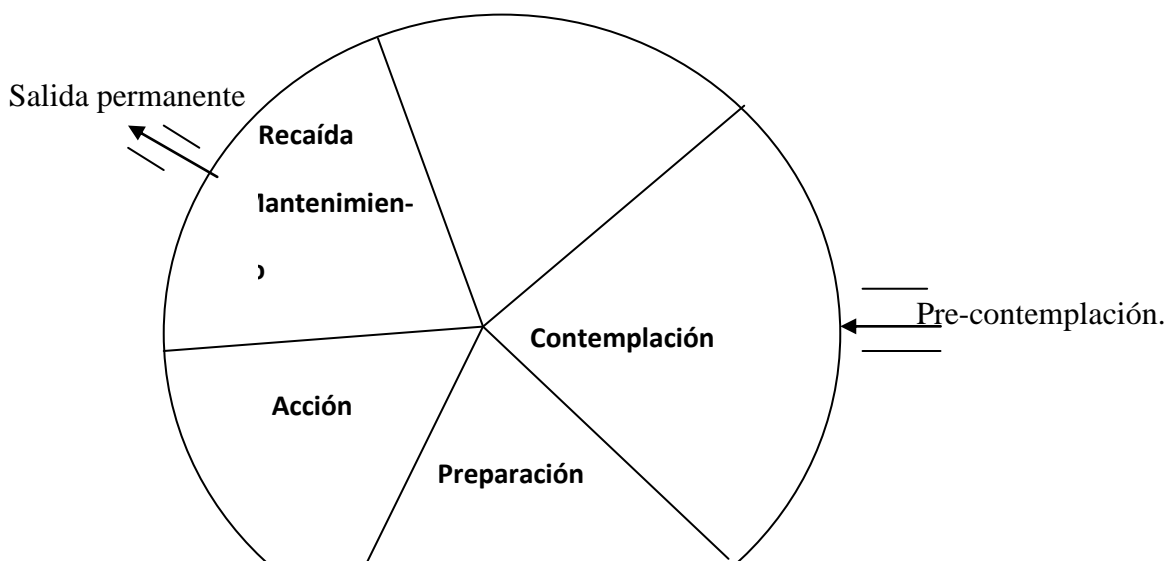 Salida permanente
Recaída
lantenimien-
Pre-contemplación.
Contemplación
Acción
Preparación